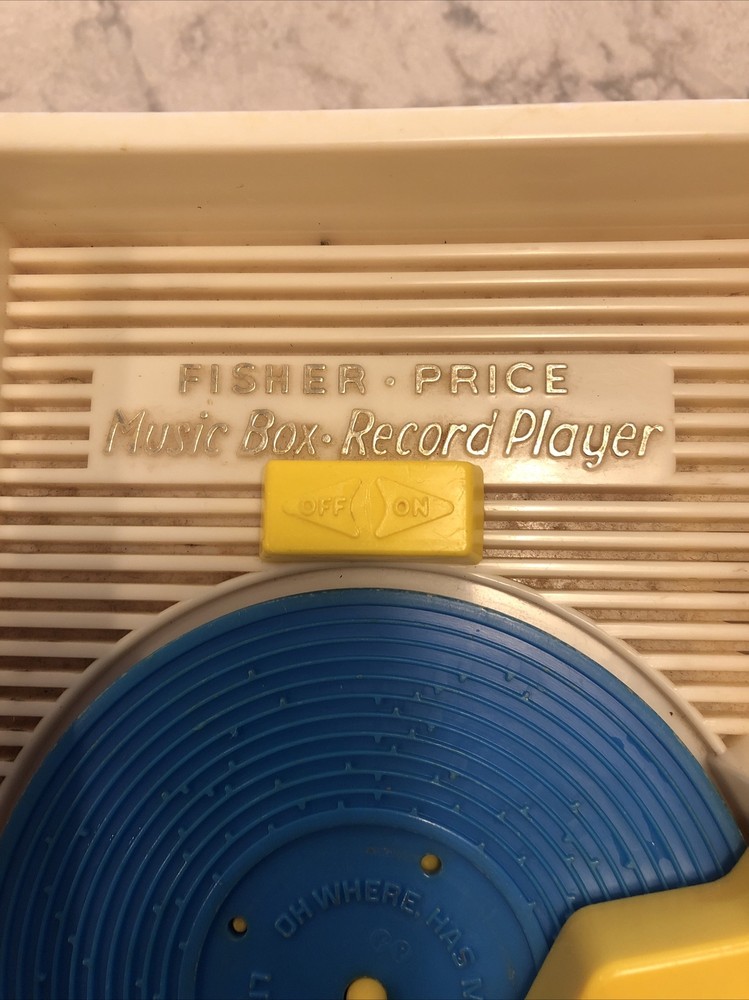 FISHER·PRICE
Music Box·Record Player
OFF ON
OH WHERE, HAS